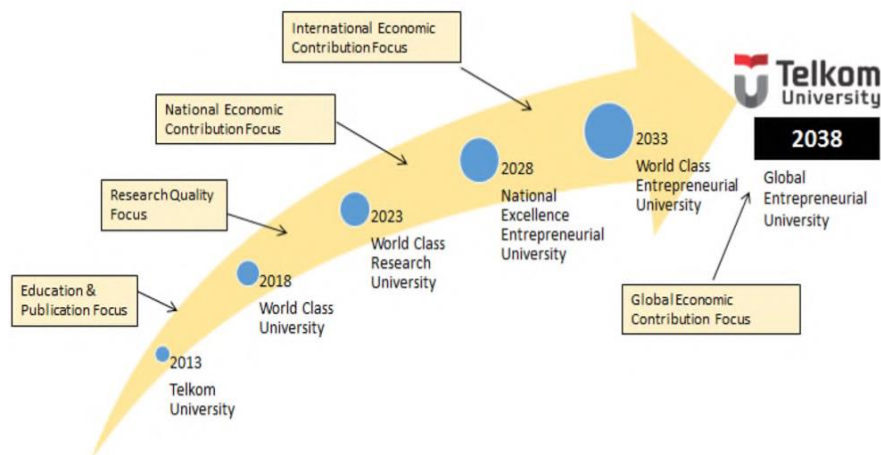 International Economic
Contribution Focus
National Economic
Contribution Focus
Research Quality
Focus
Education &
Publication Focus
2013
Telkom
University
2018
World Class
University
2023
World Class
Research
University
2028
National
Excellence
Entrepreneurial
University
2033
World Class
Entrepreneurial
University
Telkom
University
2038
Global
Entrepreneurial
University
Global Economic
Contribution Focus